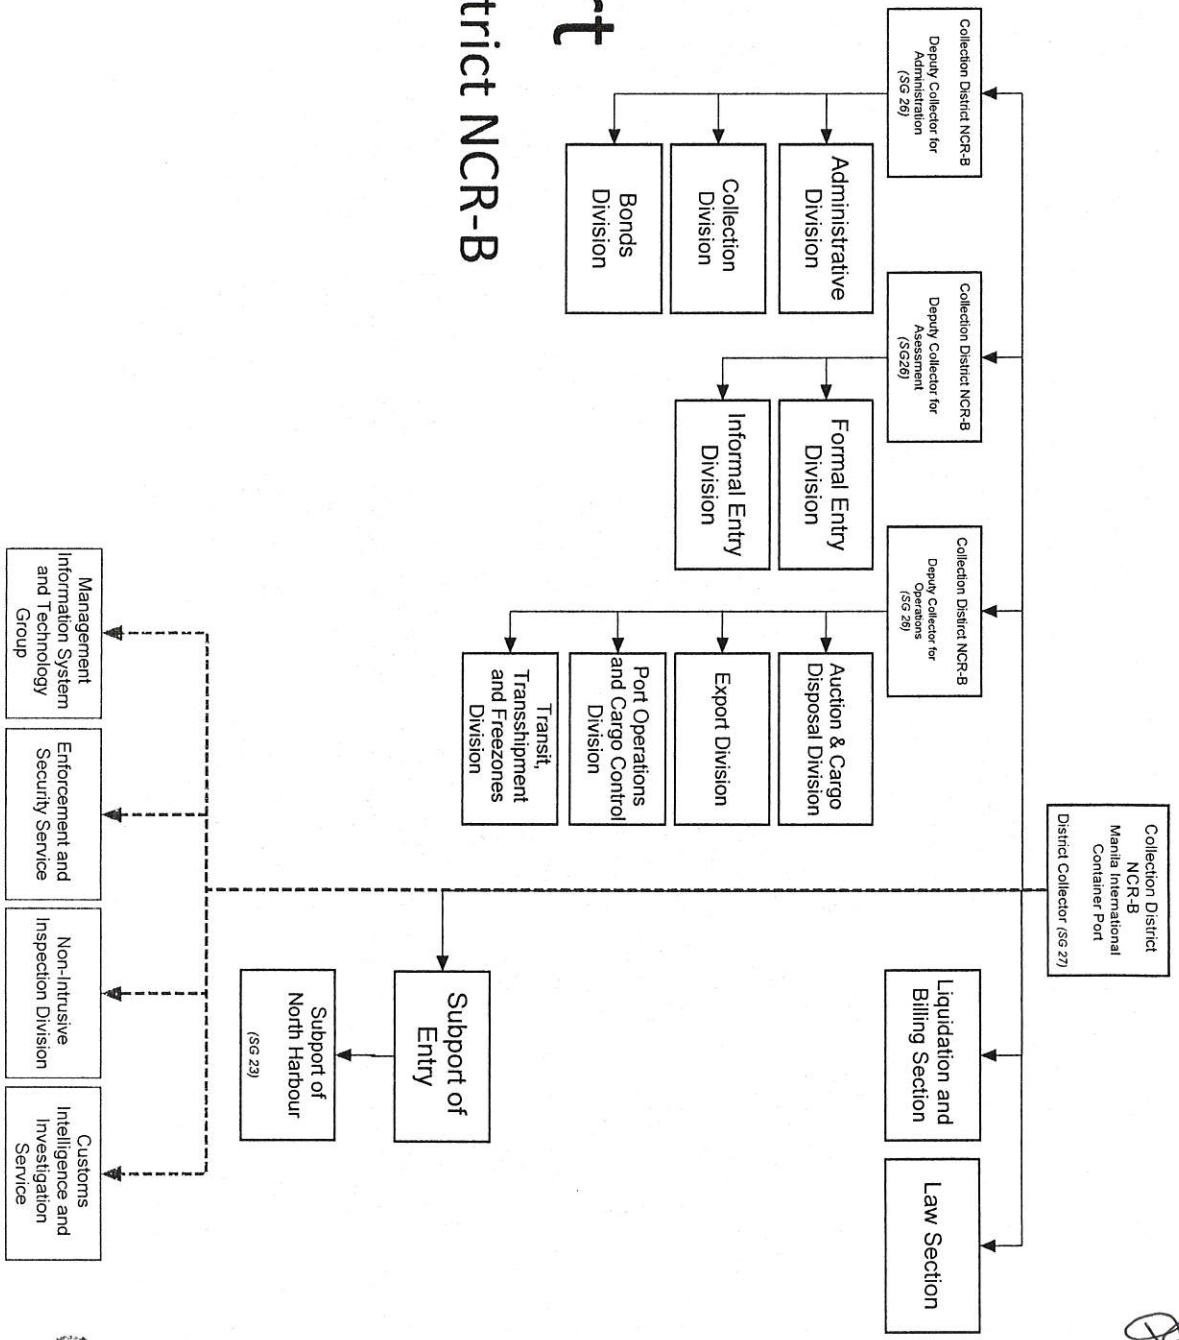 Collection District
NCR-B
Manila International
Container Port
District Collector (SG 27)
Collection District NCR-B
Deputy Collector for
Administration
(SG 26)
Administrative
Division
Collection
Division
Bonds
Division
Collection District NCR-B
Deputy Collector for
Asessment
(SG26)
Formal Entry
Division
Informal Entry
Division
Collection Distirct NCR-B
Deputy Collector for
Operations
(SG 26)
Auction & Cargo
Disposal Division
Export Division
Port Operations
and Cargo Control
Division
Transit,
Transshipment
and Freezones
Division
Liquidation and
Billing Section
Law Section
Subport of
Entry
Subport of
North Harbour
(SG 23)
Management
Information System
and Technology
Group
Enforcement and
Security Service
Non-Intrusive
Inspection Division
Customs
Intelligence and
Investigation
Service
rt
trict NCR-B